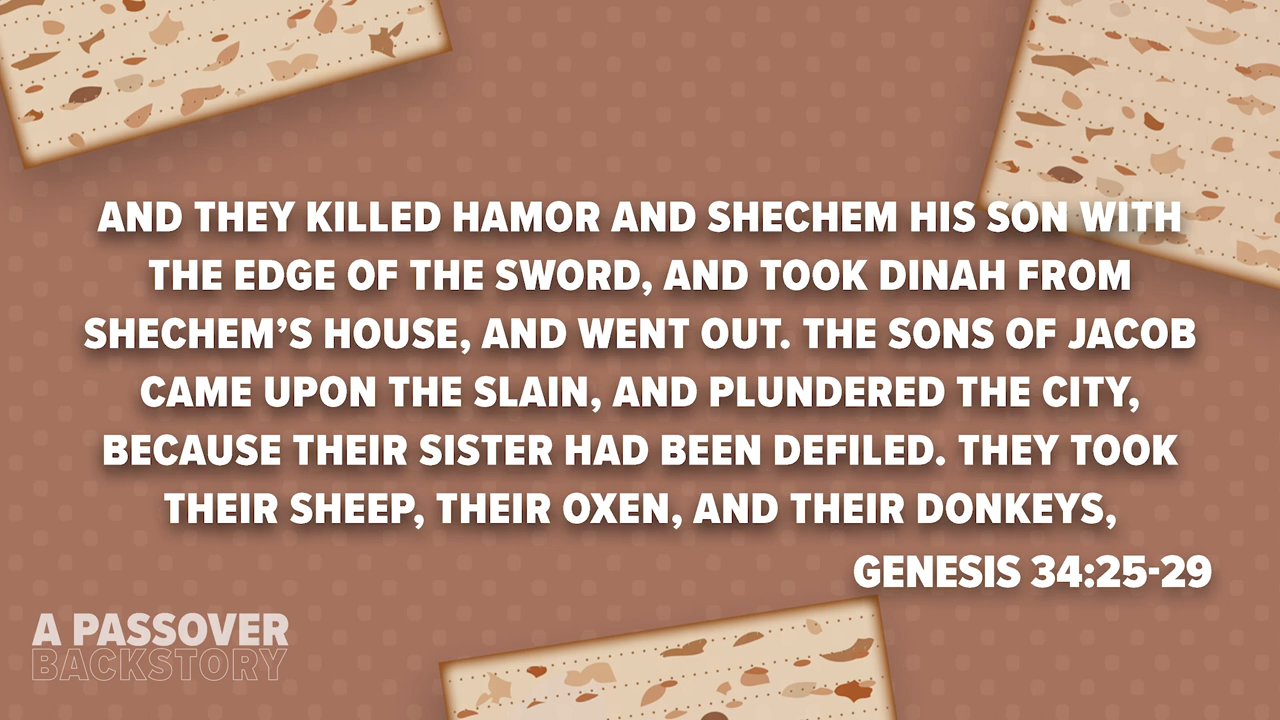 AND THEY KILLED HAMOR AND SHECHEM HIS SON WITH
THE EDGE OF THE SWORD, AND TOOK DINAH FROM
SHECHEM’S HOUSE, AND WENT OUT. THE SONS OF JACOB
CAME UPON THE SLAIN, AND PLUNDERED THE CITY,
BECAUSE THEIR SISTER HAD BEEN DEFILED. THEY TOOK
THEIR SHEEP, THEIR OXEN, AND THEIR DONKEYS,
GENESIS 34:25-29
A PASSOVER
BACKSTORY